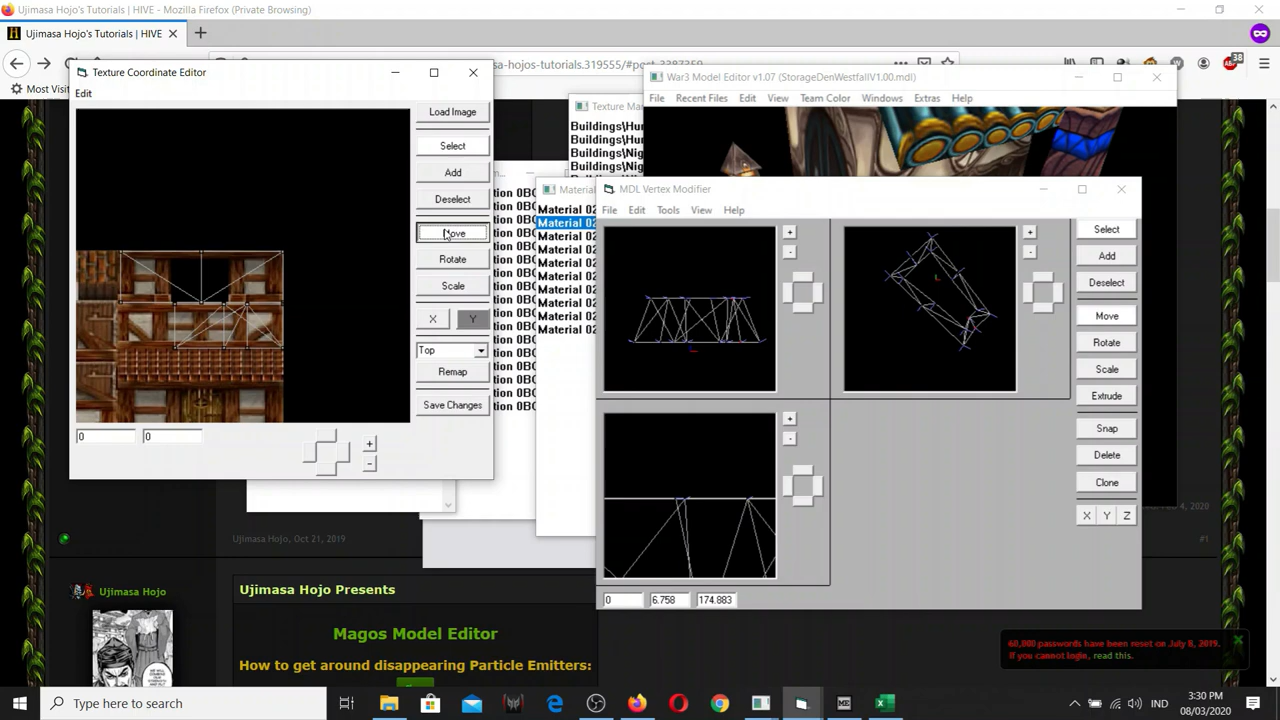 Ujimasa Hojo's Tutorials | HIVE - Mozilla Firefox (Private Browsing)
Ujimasa Hojo's Tutorials | HIVE
38
Most Visit
Texture Coordinate Editor
Edit
Load Image
Select
Add
Deselect
Move
Rotate
Scale
X
Y
Top
Remap
Save Changes
0
0
+
-
Texture Ma
Buildings\Hur
Buildings\Nig
Buildings\Nig
War3 Model Editor v1.07 (StorageDenWestfallV1.00.mdl)
File
Recent Files
Edit
View
Team Color
Windows
Extras
Help
Material
Material 02
Material 02
Material 02
Material 02
Material 02
Material 02
Material 02
Material 02
Material 02
Material 02
MDL Vertex Modifier
File
Edit
Tools
View
Help
+
-
+
-
+
-
Select
Add
Deselect
Move
Rotate
Scale
Extrude
Snap
Delete
Clone
X
Y
Z
0
6.758
174.883
Ujimasa Hojo, Oct 21, 2019
#1
Ujimasa Hojo
Ujimasa Hojo Presents
Magos Model Editor
How to get around disappearing Particle Emitters:
60,000 passwords have been reset on July 8, 2019.
If you cannot login, read this.
Type here to search
ME
IND
3:30 PM
08/03/2020